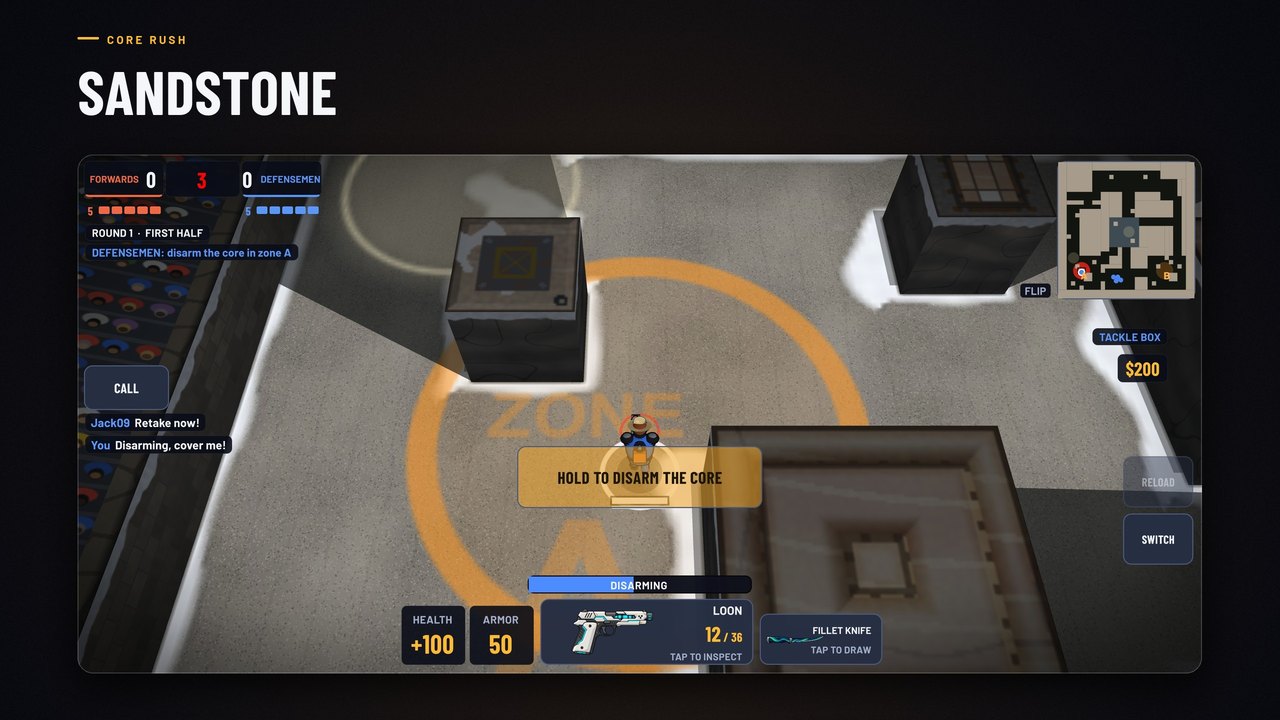 CORE RUSH
SANDSTONE
FORWARDS 0 3 0 DEFENSEMEN
5 5
ROUND 1 · FIRST HALF
DEFENSEMEN: disarm the core in zone A
FLIP
B
TACKLE BOX
$200
CALL
Jack09 Retake now!
You Disarming, cover me!
ZONE
A
HOLD TO DISARM THE CORE
RELOAD
SWITCH
DISARMING
HEALTH
+100
ARMOR
50
LOON
12 / 36
TAP TO INSPECT
FILLET KNIFE
TAP TO DRAW